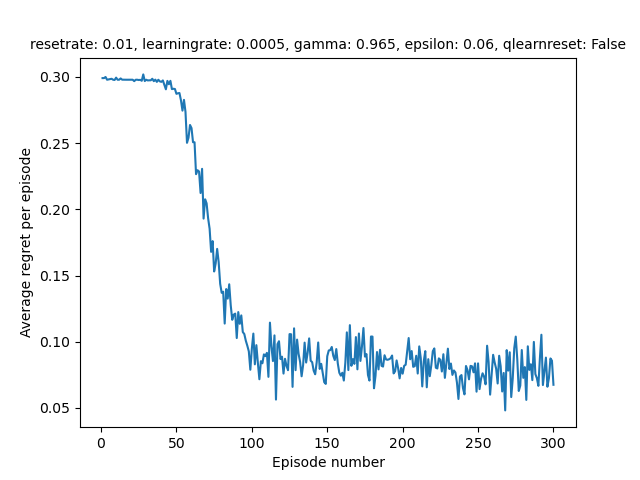 resetrate: 0.01, learningrate: 0.0005, gamma: 0.965, epsilon: 0.06, qlearnreset: False
0.30
0.25
0.20
0.15
0.10
0.05
Average regret per episode
0 50 100 150 200 250 300
Episode number